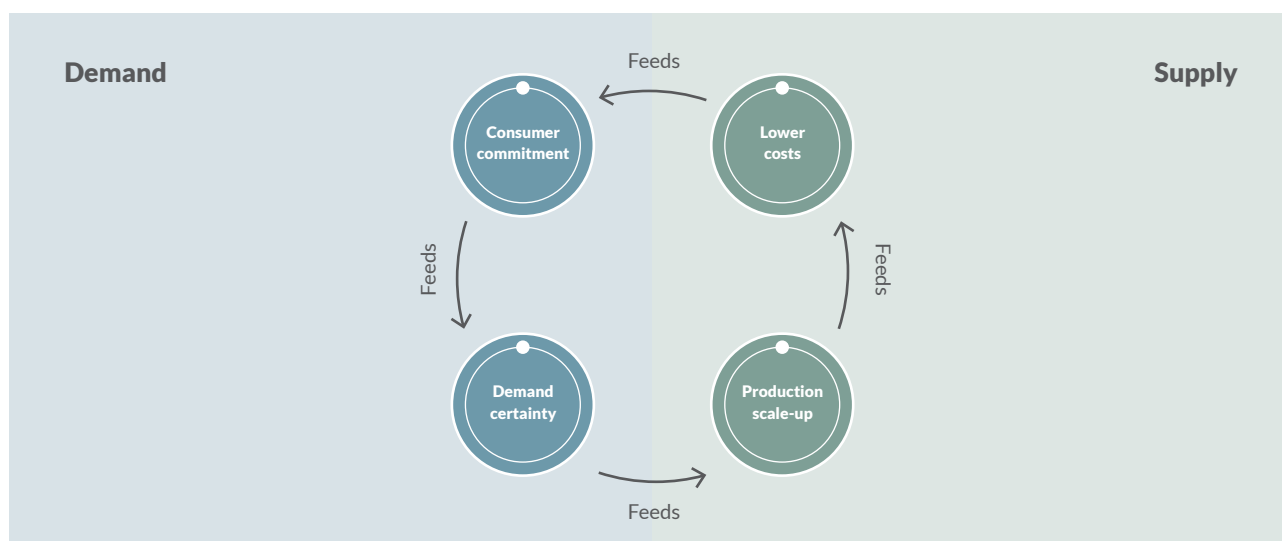 Demand
Supply
Feeds
Consumer
commitment
Lower
costs
Feeds
Feeds
Demand
certainty
Production
scale-up
Feeds